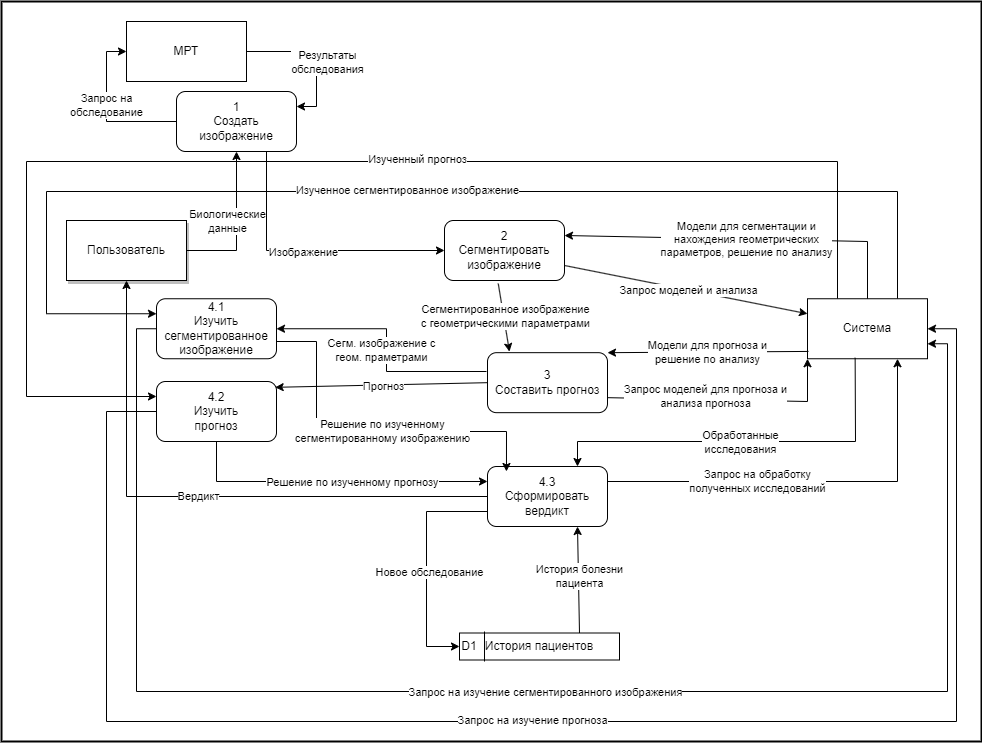 МРТ
Результаты
обследования
Запрос на
обследование
1
Создать
изображение
Изученный прогноз
Изученное сегментированное изображение
Биологические
данные
Пользователь
Изображение
2
Сегментировать
изображение
Модели для сегментации и
нахождения геометрических
параметров, решение по анализу
Запрос моделей и анализа
4.1
Изучить
сегментированное
изображение
Сегментированное изображение
с геометрическими параметрами
Система
Сегм. изображение с
геом. праметрами
Модели для прогноза и
решение по анализу
3
Составить прогноз
Прогноз
4.2
Изучить
прогноз
Запрос моделей для прогноза и
анализа прогноза
Решение по изученному
сегментированному изображению
Обработанные
исследования
4.3
Сформировать
вердикт
Запрос на обработку
полученных исследований
Решение по изученному прогнозу
Вердикт
Новое обследование
История болезни
пациента
D1 История пациентов
Запрос на изучение сегментированного изображения
Запрос на изучение прогноза